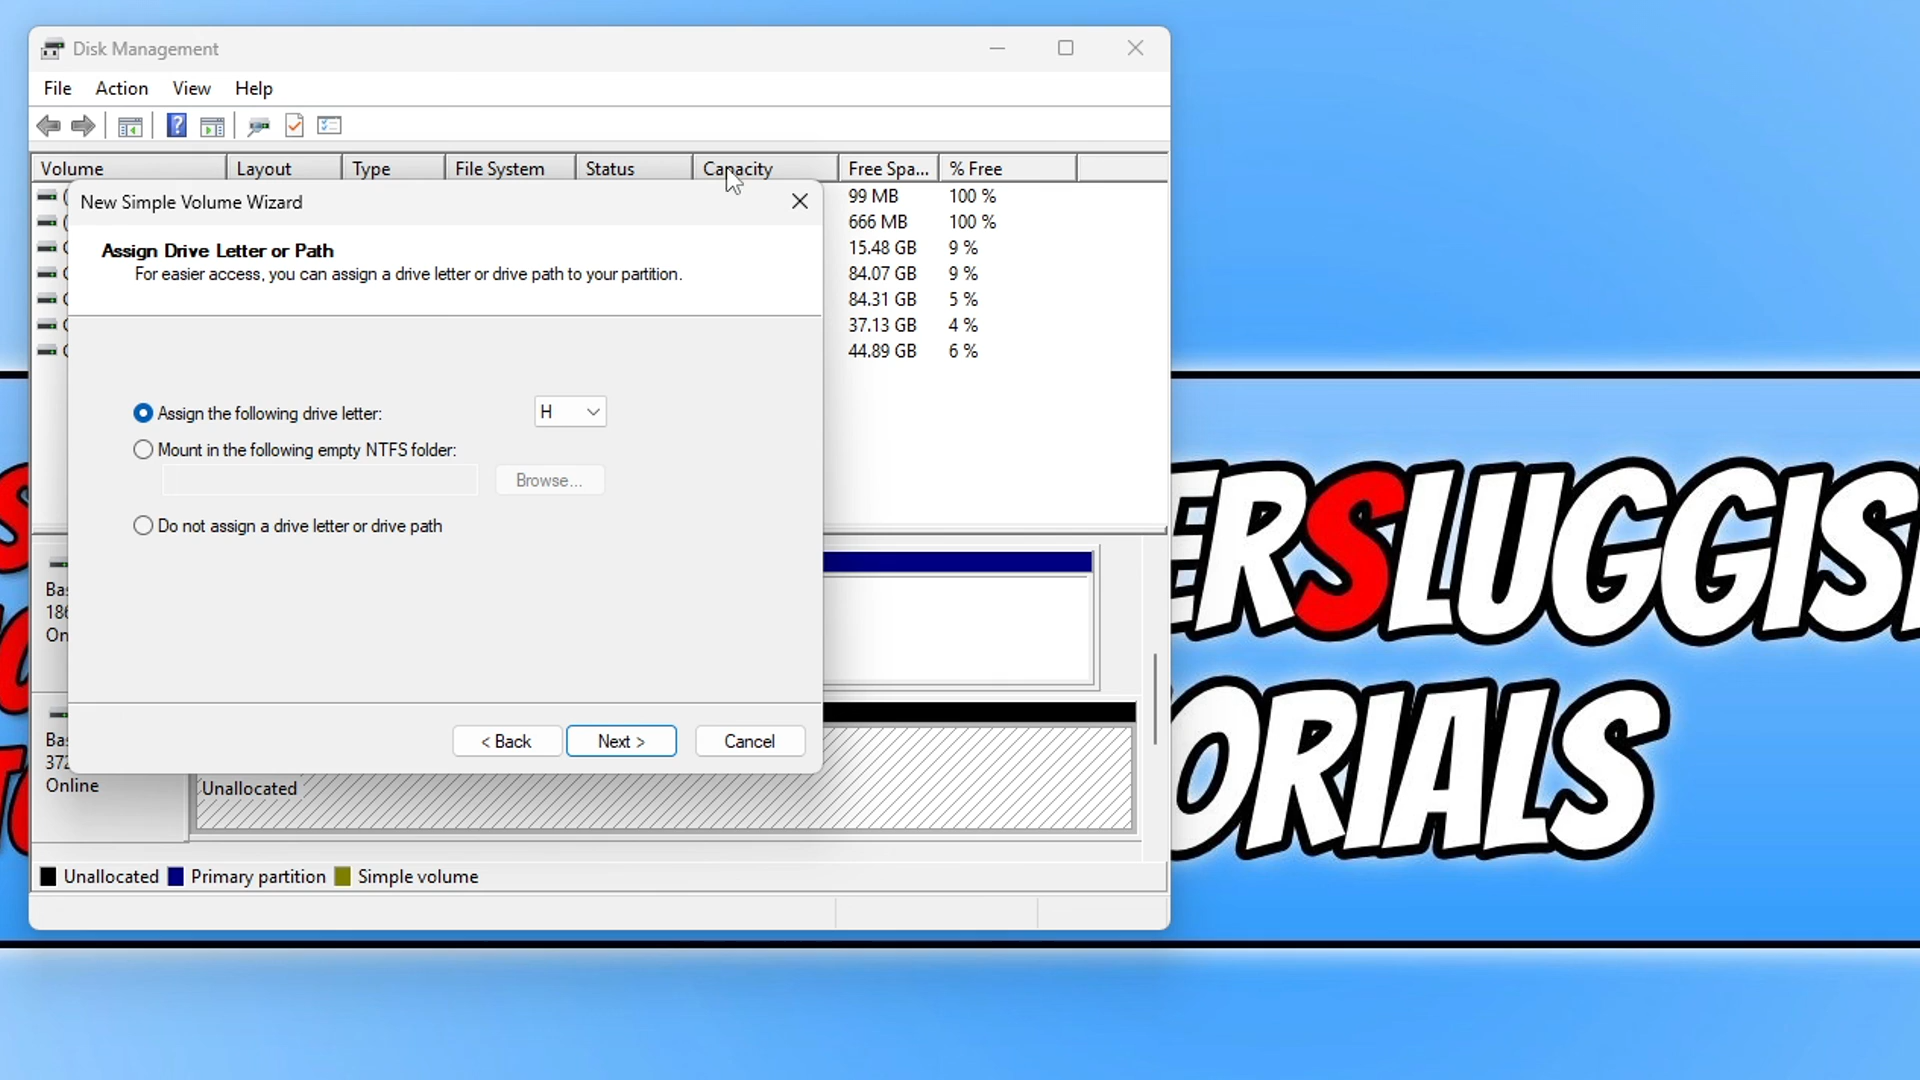 Disk Management
File Action View Help
Volume Layout Type File System Status Capacity Free Spa... % Free
99 MB 100 %
666 MB 100 %
15.48 GB 9 %
84.07 GB 9 %
84.31 GB 5 %
37.13 GB 4 %
44.89 GB 6 %
New Simple Volume Wizard
Assign Drive Letter or Path
For easier access, you can assign a drive letter or drive path to your partition.
Assign the following drive letter: H
Mount in the following empty NTFS folder:
Browse...
Do not assign a drive letter or drive path
< Back Next > Cancel
Online
Unallocated
Unallocated Primary partition Simple volume